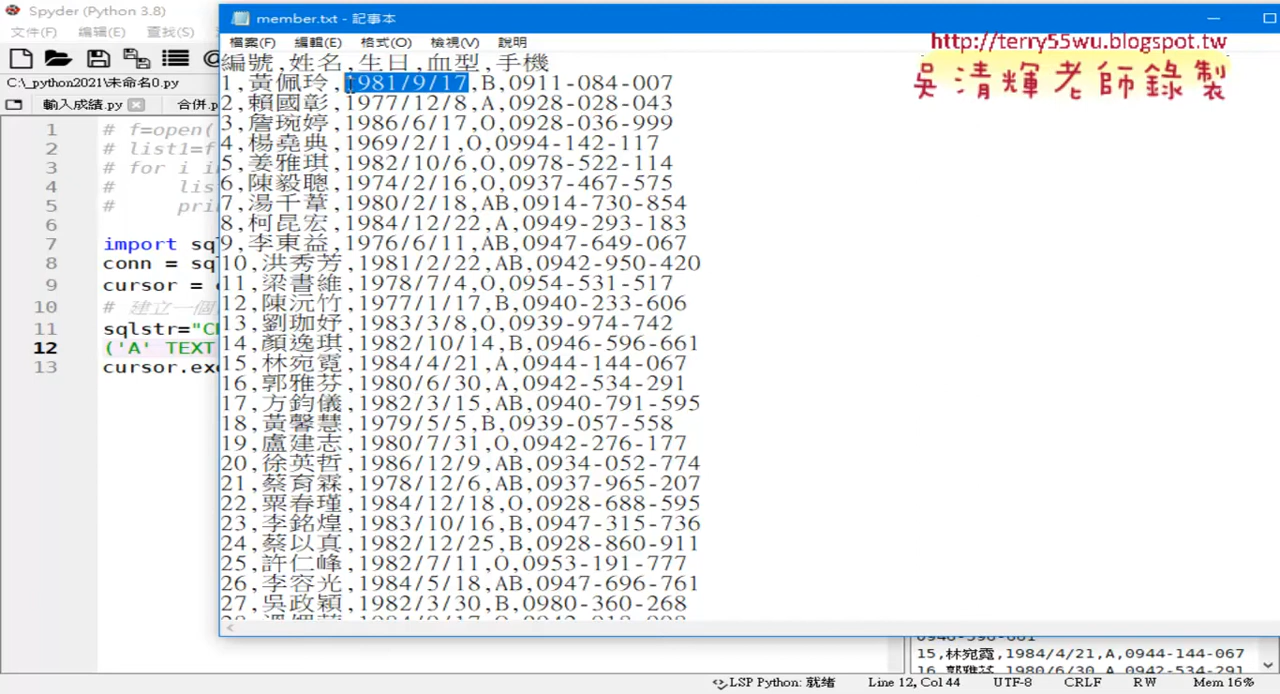 Spyder (Python 3.8)
文件(F) 编辑(E) 查找(S)
C:\_python2021\未命名0.py
輸入成績.py 合併.p
1 # f=open(
2 # list1=f
3 # for i i
4 # lis
5 # pri
6
7 import sq
8 conn = sq
9 cursor =
10 # 建立一個
11 sqlstr="C
12 ('A' TEXT
13 cursor.exe
member.txt - 記事本
檔案(F) 編輯(E) 格式(O) 檢視(V) 說明
http://terry55wu.blogspot.tw
吳清輝老師錄製
編號,姓名,生日,血型,手機
1,黃佩玲,1981/9/17,B,0911-084-007
2,賴國彰,1977/12/8,A,0928-028-043
3,詹琬婷,1986/6/17,O,0928-036-999
4,楊堯典,1969/2/1,O,0994-142-117
5,姜雅琪,1982/10/6,O,0978-522-114
6,陳毅聰,1974/2/16,O,0937-467-575
7,湯千葦,1980/2/18,AB,0914-730-854
8,柯昆宏,1984/12/22,A,0949-293-183
9,李東益,1976/6/11,AB,0947-649-067
10,洪秀芳,1981/2/22,AB,0942-950-420
11,梁書維,1978/7/4,O,0954-531-517
12,陳沅竹,1977/1/17,B,0940-233-606
13,劉珈妤,1983/3/8,O,0939-974-742
14,顏逸琪,1982/10/14,B,0946-596-661
15,林宛霓,1984/4/21,A,0944-144-067
16,郭雅芬,1980/6/30,A,0942-534-291
17,方鈞儀,1982/3/15,AB,0940-791-595
18,黃馨慧,1979/5/5,B,0939-057-558
19,盧建志,1980/7/31,O,0942-276-177
20,徐英哲,1986/12/9,AB,0934-052-774
21,蔡育霖,1978/12/6,AB,0937-965-207
22,粟春瑾,1984/12/18,O,0928-688-595
23,李銘煌,1983/10/16,B,0947-315-736
24,蔡以真,1982/12/25,B,0928-860-911
25,許仁峰,1982/7/11,O,0953-191-777
26,李容光,1984/5/18,AB,0947-696-761
27,吳政穎,1982/3/30,B,0980-360-268
15,林宛霓,1984/4/21,A,0944-144-067
16,郭雅芬,1980/6/30,A,0942-534-291
LSP Python: 就绪 Line 12, Col 44 UTF-8 CRLF RW Mem 16%